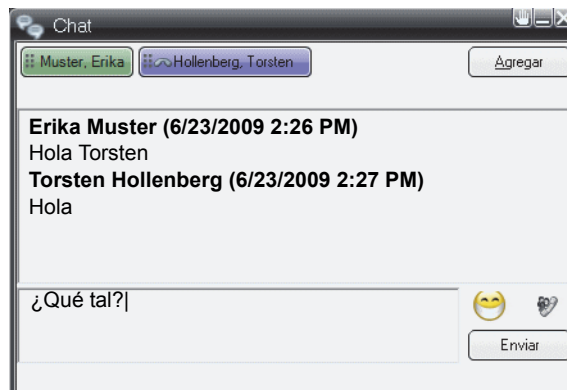 Chat
Muster, Erika Hollenberg, Torsten Agregar
Erika Muster (6/23/2009 2:26 PM)
Hola Torsten
Torsten Hollenberg (6/23/2009 2:27 PM)
Hola
¿Qué tal?
Enviar